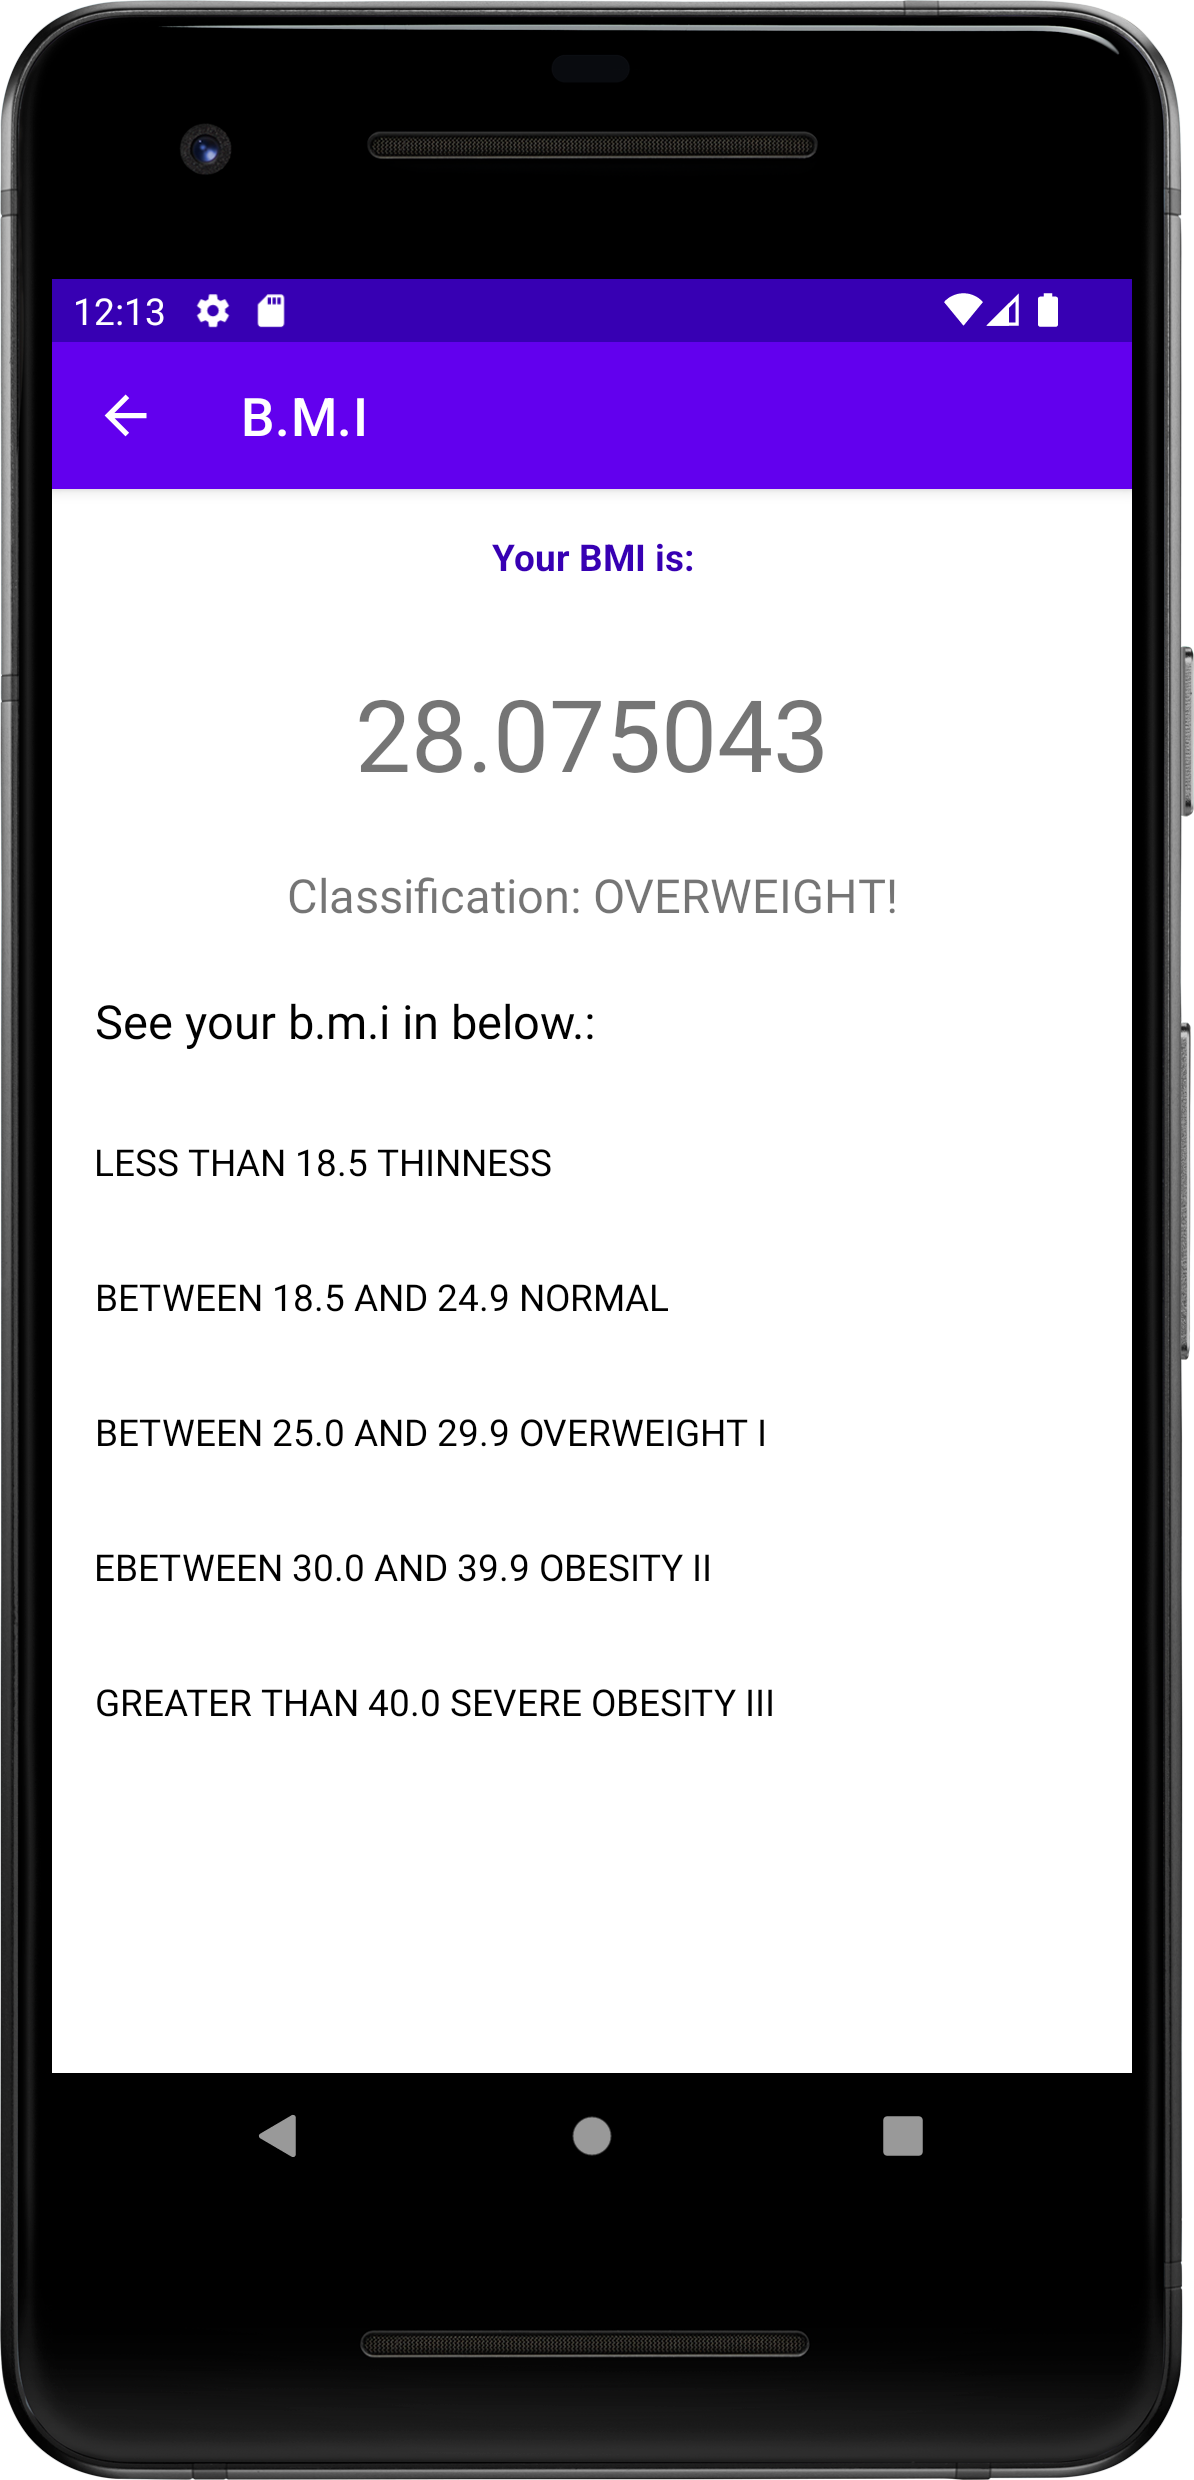 12:13
B.M.I
Your BMI is:
28.075043
Classification: OVERWEIGHT!
See your b.m.i in below.:
LESS THAN 18.5 THINNESS
BETWEEN 18.5 AND 24.9 NORMAL
BETWEEN 25.0 AND 29.9 OVERWEIGHT I
EBETWEEN 30.0 AND 39.9 OBESITY II
GREATER THAN 40.0 SEVERE OBESITY III